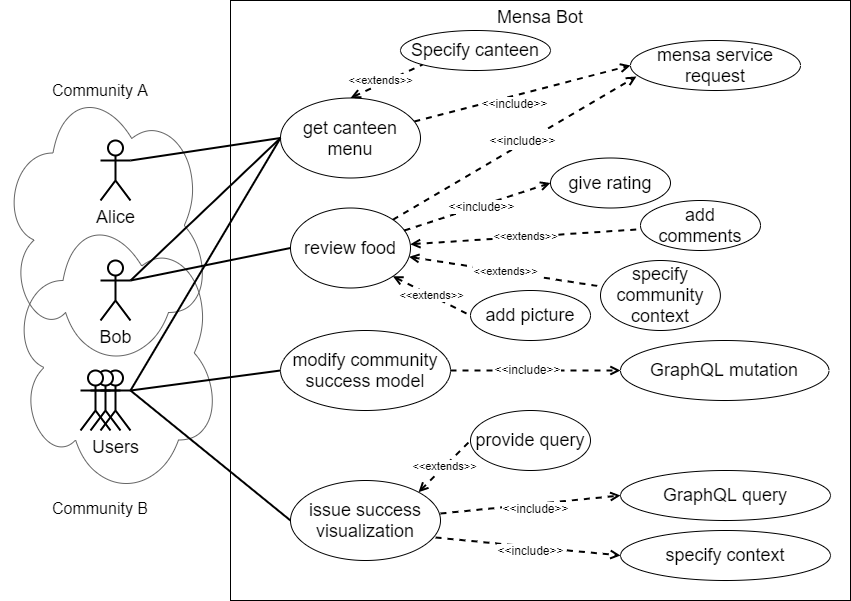 Mensa Bot
Specify canteen
mensa service
request
<<extends>>
Community A
<<include>>
get canteen
menu
<<include>>
give rating
Alice
<<include>>
add
comments
<<extends>>
review food
<<extends>>
specify
community
context
<<extends>>
add picture
Bob
modify community
success model
<<include>>
GraphQL mutation
Users
provide query
<<extends>>
Community B
issue success
visualization
<<include>>
GraphQL query
<<include>>
specify context